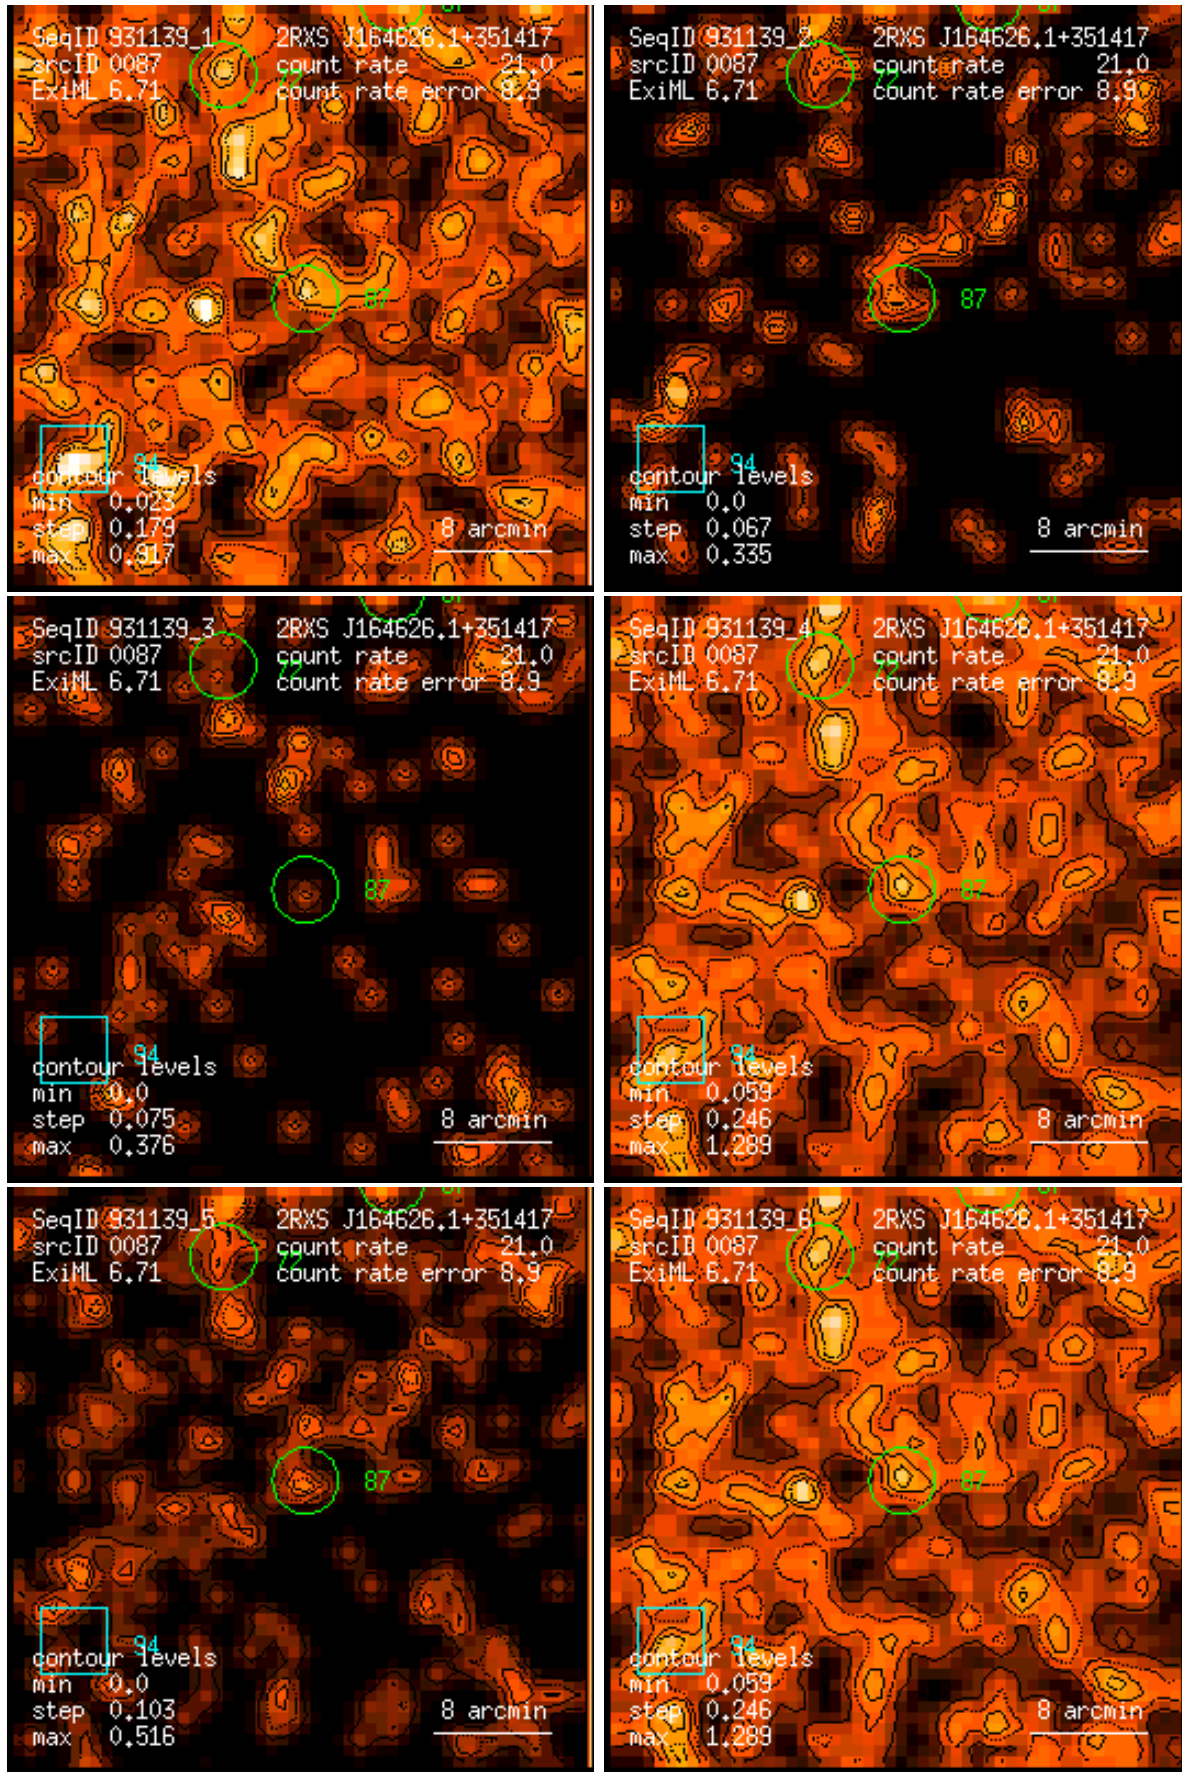 SeqID 931139_1 2RXS J164626.1+351417
srcID 0087 count rate 21.0
ExiML 6.71 72 count rate error 8.9
87
94
contour levels
min 0.023
step 0.179
max 0.917
8 arcmin
SeqID 931139_2 2RXS J164626.1+351417
srcID 0087 count rate 21.0
ExiML 6.71 72 count rate error 8.9
87
94
contour levels
min 0.0
step 0.067
max 0.335
8 arcmin
SeqID 931139_3 2RXS J164626.1+351417
srcID 0087 count rate 21.0
ExiML 6.71 72 count rate error 8.9
87
94
contour levels
min 0.0
step 0.075
max 0.376
8 arcmin
SeqID 931139_4 2RXS J164626.1+351417
srcID 0087 count rate 21.0
ExiML 6.71 72 count rate error 8.9
87
94
contour levels
min 0.059
step 0.246
max 1.289
8 arcmin
SeqID 931139_5 2RXS J164626.1+351417
srcID 0087 count rate 21.0
ExiML 6.71 72 count rate error 8.9
87
94
contour levels
min 0.0
step 0.103
max 0.516
8 arcmin
SeqID 931139_6 2RXS J164626.1+351417
srcID 0087 count rate 21.0
ExiML 6.71 72 count rate error 8.9
87
94
contour levels
min 0.059
step 0.246
max 1.289
8 arcmin